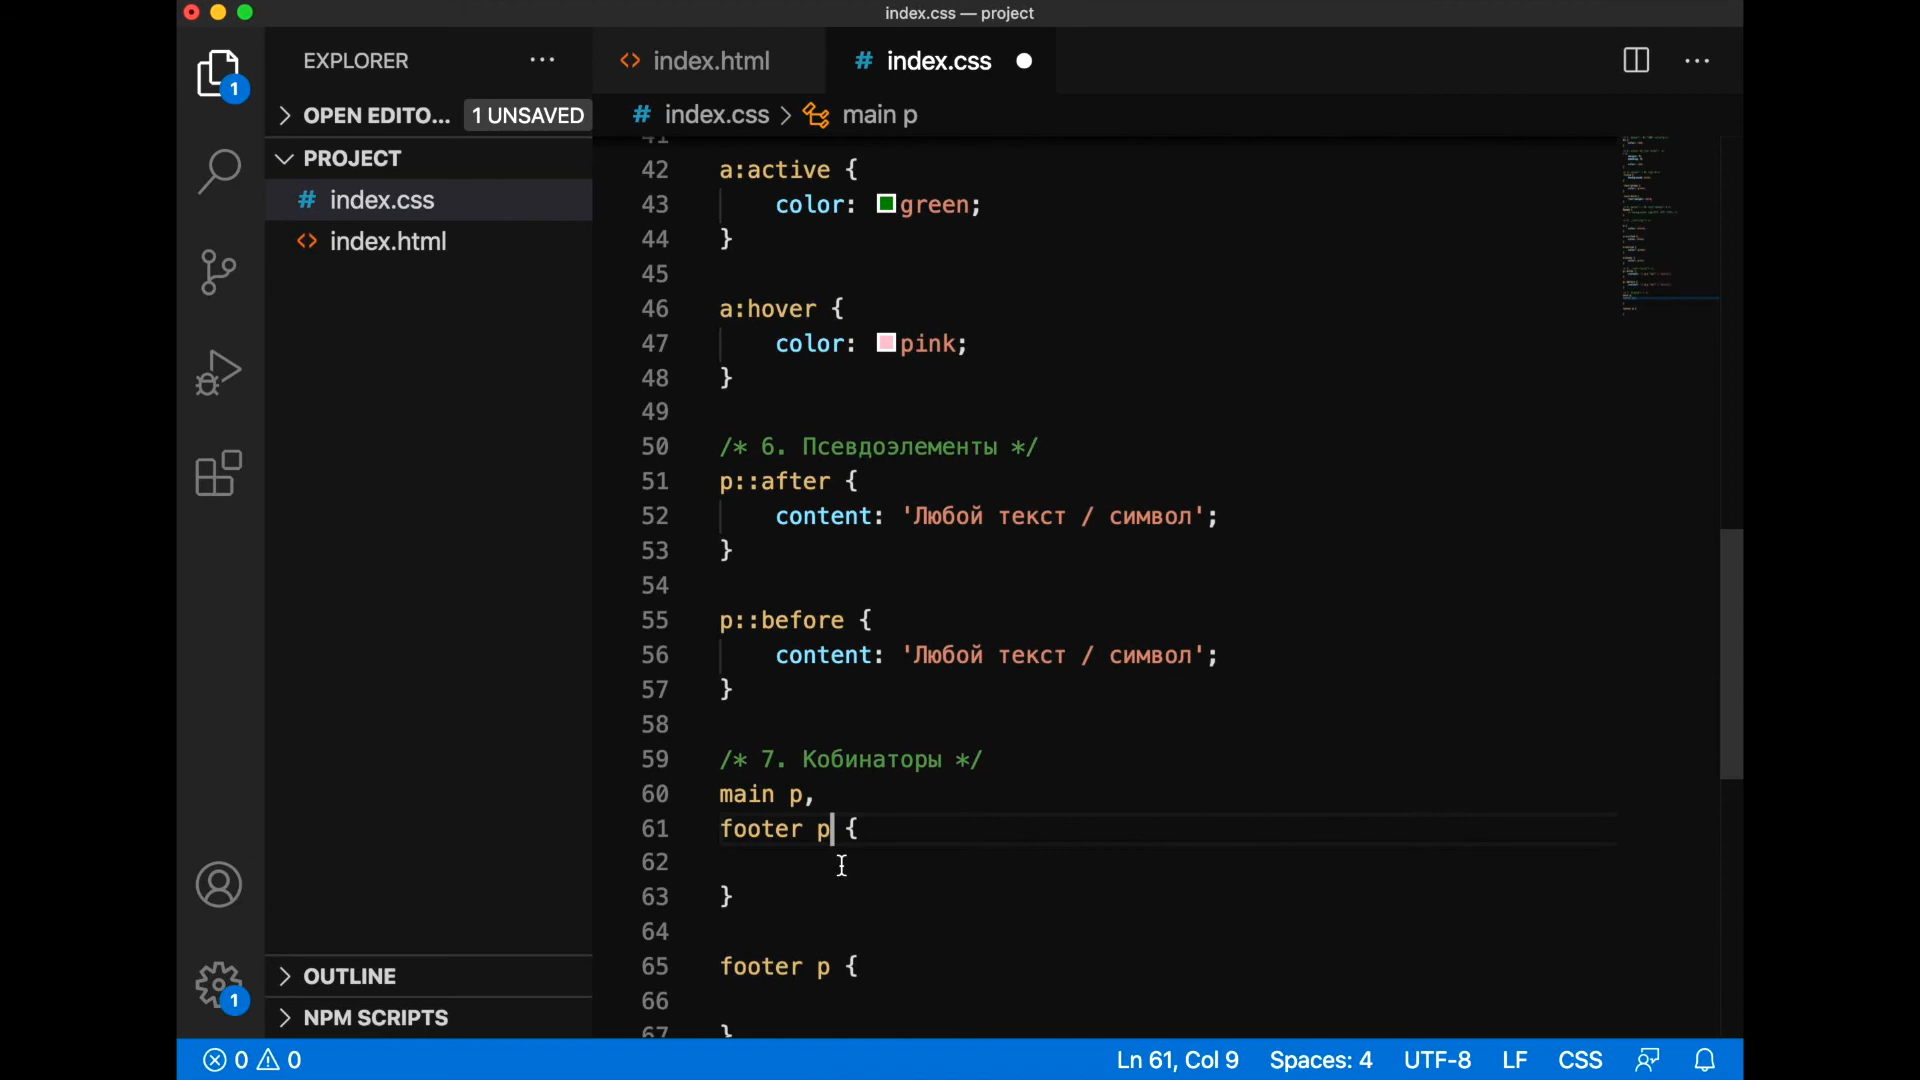 index.css — project
EXPLORER
index.html
index.css
1
OPEN EDITO... 1 UNSAVED
index.css > main p
PROJECT
index.css
index.html
41
42 a:active {
43 color: green;
44 }
45
46 a:hover {
47 color: pink;
48 }
49
50 /* 6. Псевдоэлементы */
51 p::after {
52 content: 'Любой текст / символ';
53 }
54
55 p::before {
56 content: 'Любой текст / символ';
57 }
58
59 /* 7. Кобинаторы */
60 main p,
61 footer p {
62
63 }
64
65 footer p {
66
67 }
OUTLINE
1
NPM SCRIPTS
0 0
Ln 61, Col 9 Spaces: 4 UTF-8 LF CSS